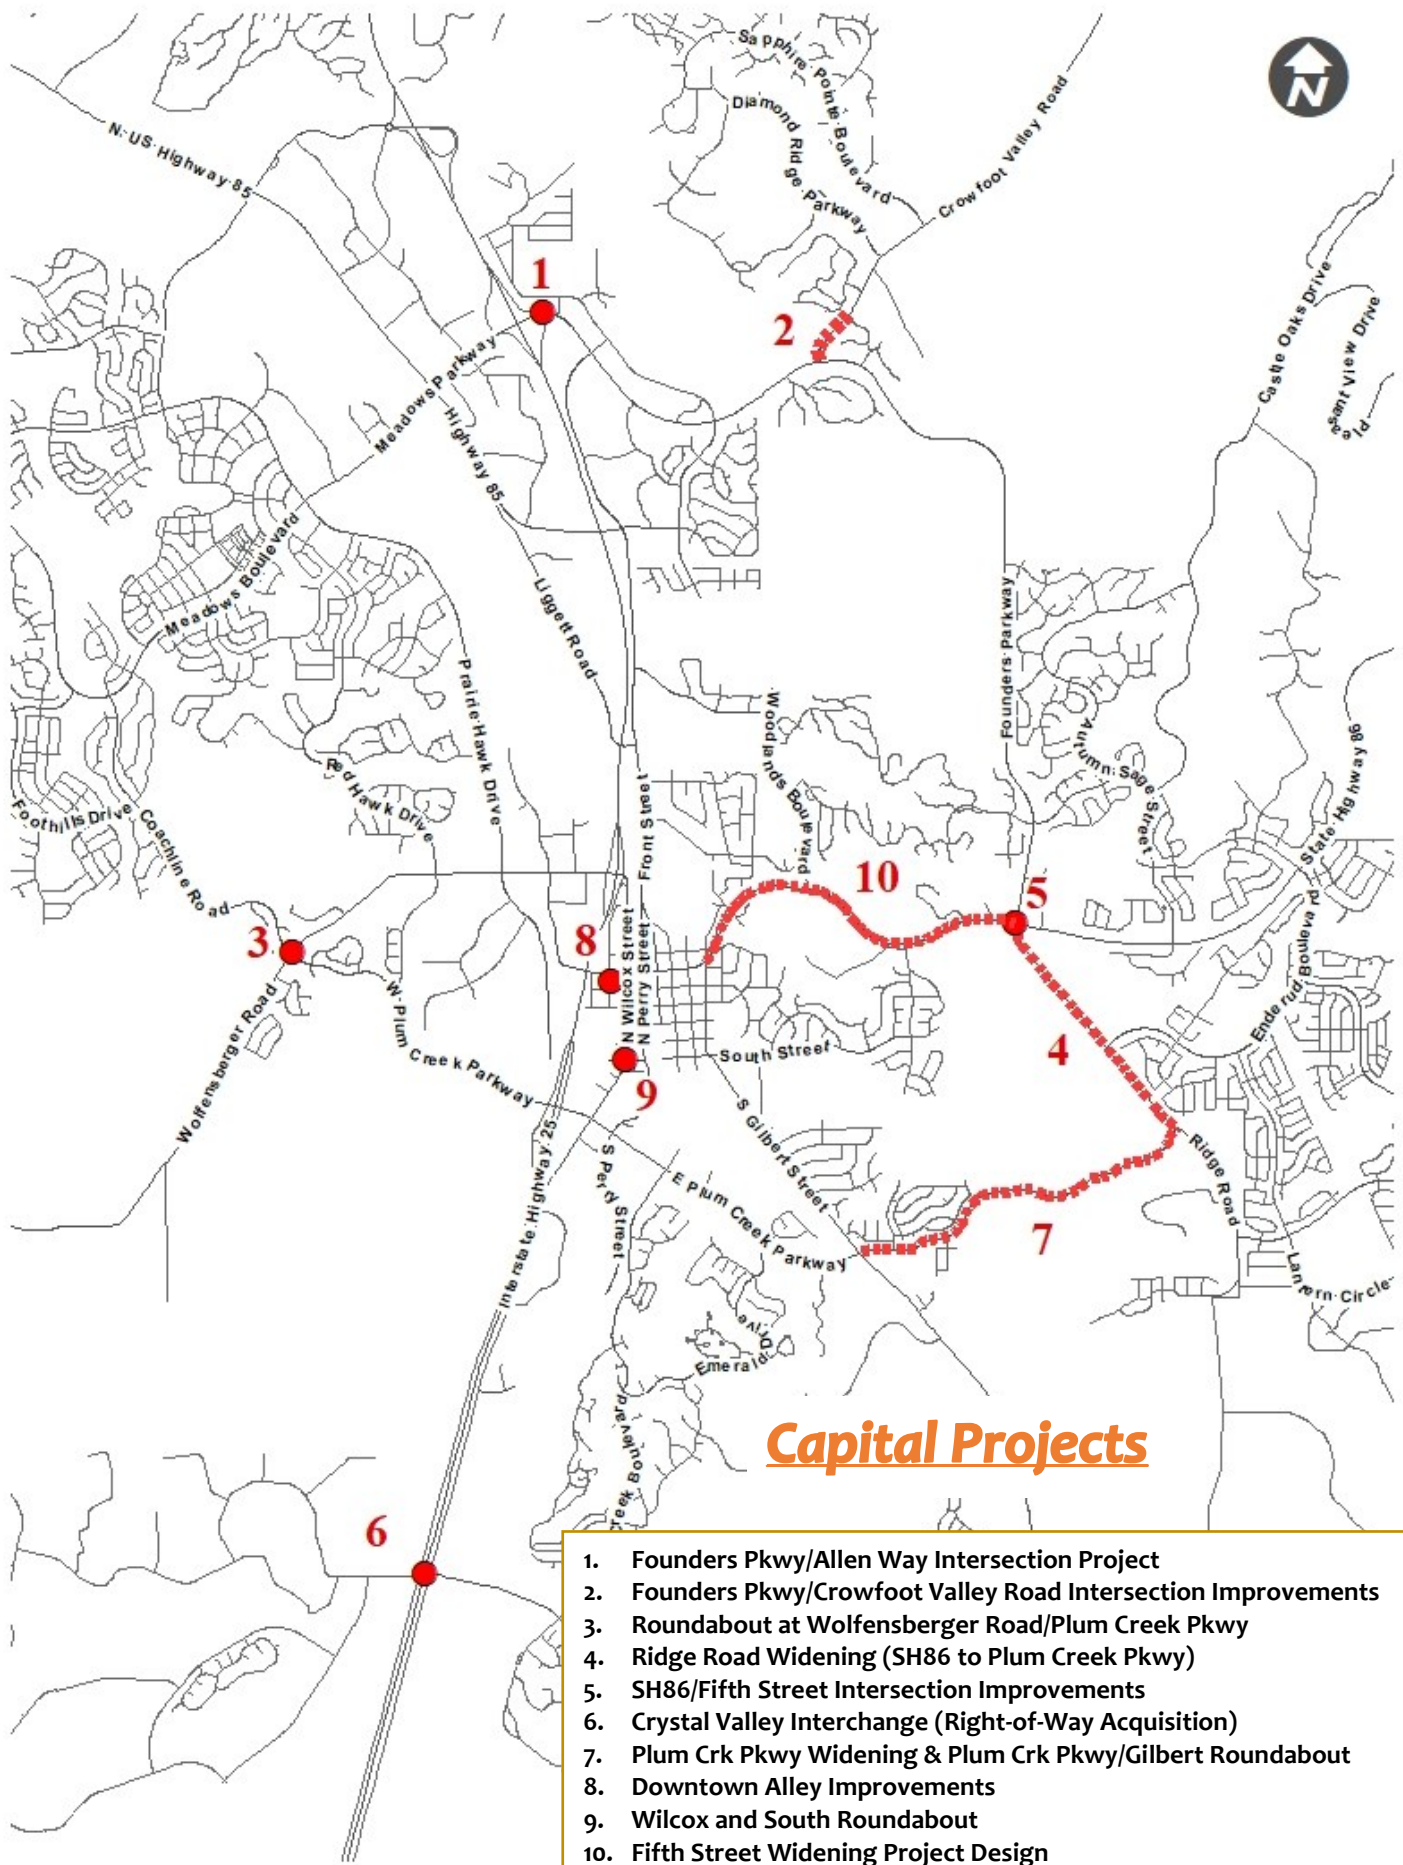 N
Sapphire Pointe Boulevard
Diamond Ridge Parkway
Crowfoot Valley Road
N US Highway 85
1
2
Castle Oaks Drive
Meadows Parkway
Highway 85
Meadows Boulevard
Liggett Road
Founders Parkway
Prairie Hawk Drive
Woodlands Boulevard
Autumn Sage Street
State Highway 86
Red Hawk Drive
Foothills Drive
Coachline Road
Front Street
10
5
3
8
N Wilcox Street
N Perry Street
Enderud Boulevard
Wolfensberger Road
W Plum Creek Parkway
South Street
4
9
S Gilbert Street
Interstate Highway 25
S Perry Street
E Plum Creek Parkway
Ridge Road
7
Lantern Circle
Emerald Drive
Capital Projects
reek Boulevard
6
1. Founders Pkwy/Allen Way Intersection Project
2. Founders Pkwy/Crowfoot Valley Road Intersection Improvements
3. Roundabout at Wolfensberger Road/Plum Creek Pkwy
4. Ridge Road Widening (SH86 to Plum Creek Pkwy)
5. SH86/Fifth Street Intersection Improvements
6. Crystal Valley Interchange (Right-of-Way Acquisition)
7. Plum Crk Pkwy Widening & Plum Crk Pkwy/Gilbert Roundabout
8. Downtown Alley Improvements
9. Wilcox and South Roundabout
10. Fifth Street Widening Project Design
Pleasant View Drive